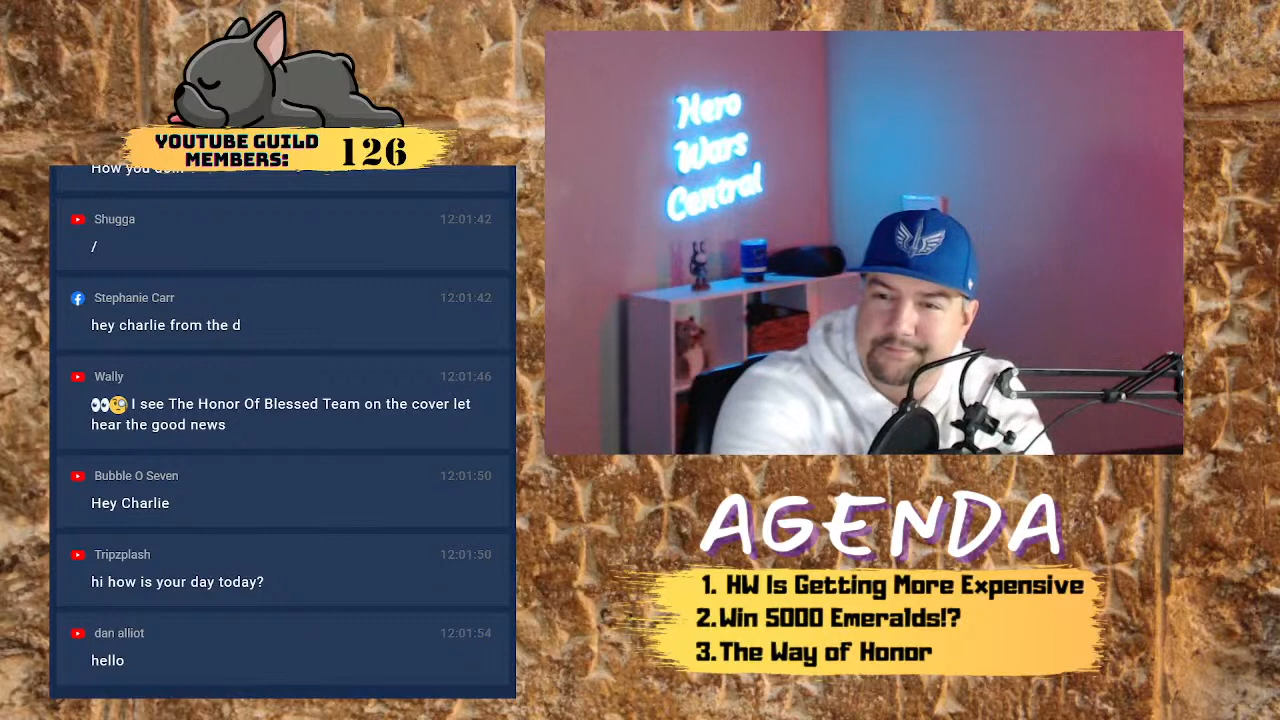 YOUTUBE GUILD
MEMBERS:
126
How you
Shugga
12:01:42
/
Stephanie Carr
12:01:42
hey charlie from the d
Wally
12:01:46
👀🧐 I see The Honor Of Blessed Team on the cover let
hear the good news
Bubble O Seven
12:01:50
Hey Charlie
Tripzplash
12:01:50
hi how is your day today?
dan alliot
12:01:54
hello
Hero
Wars
Central
AGENDA
1. HW Is Getting More Expensive
2.Win 5000 Emeralds!?
3.The Way of Honor